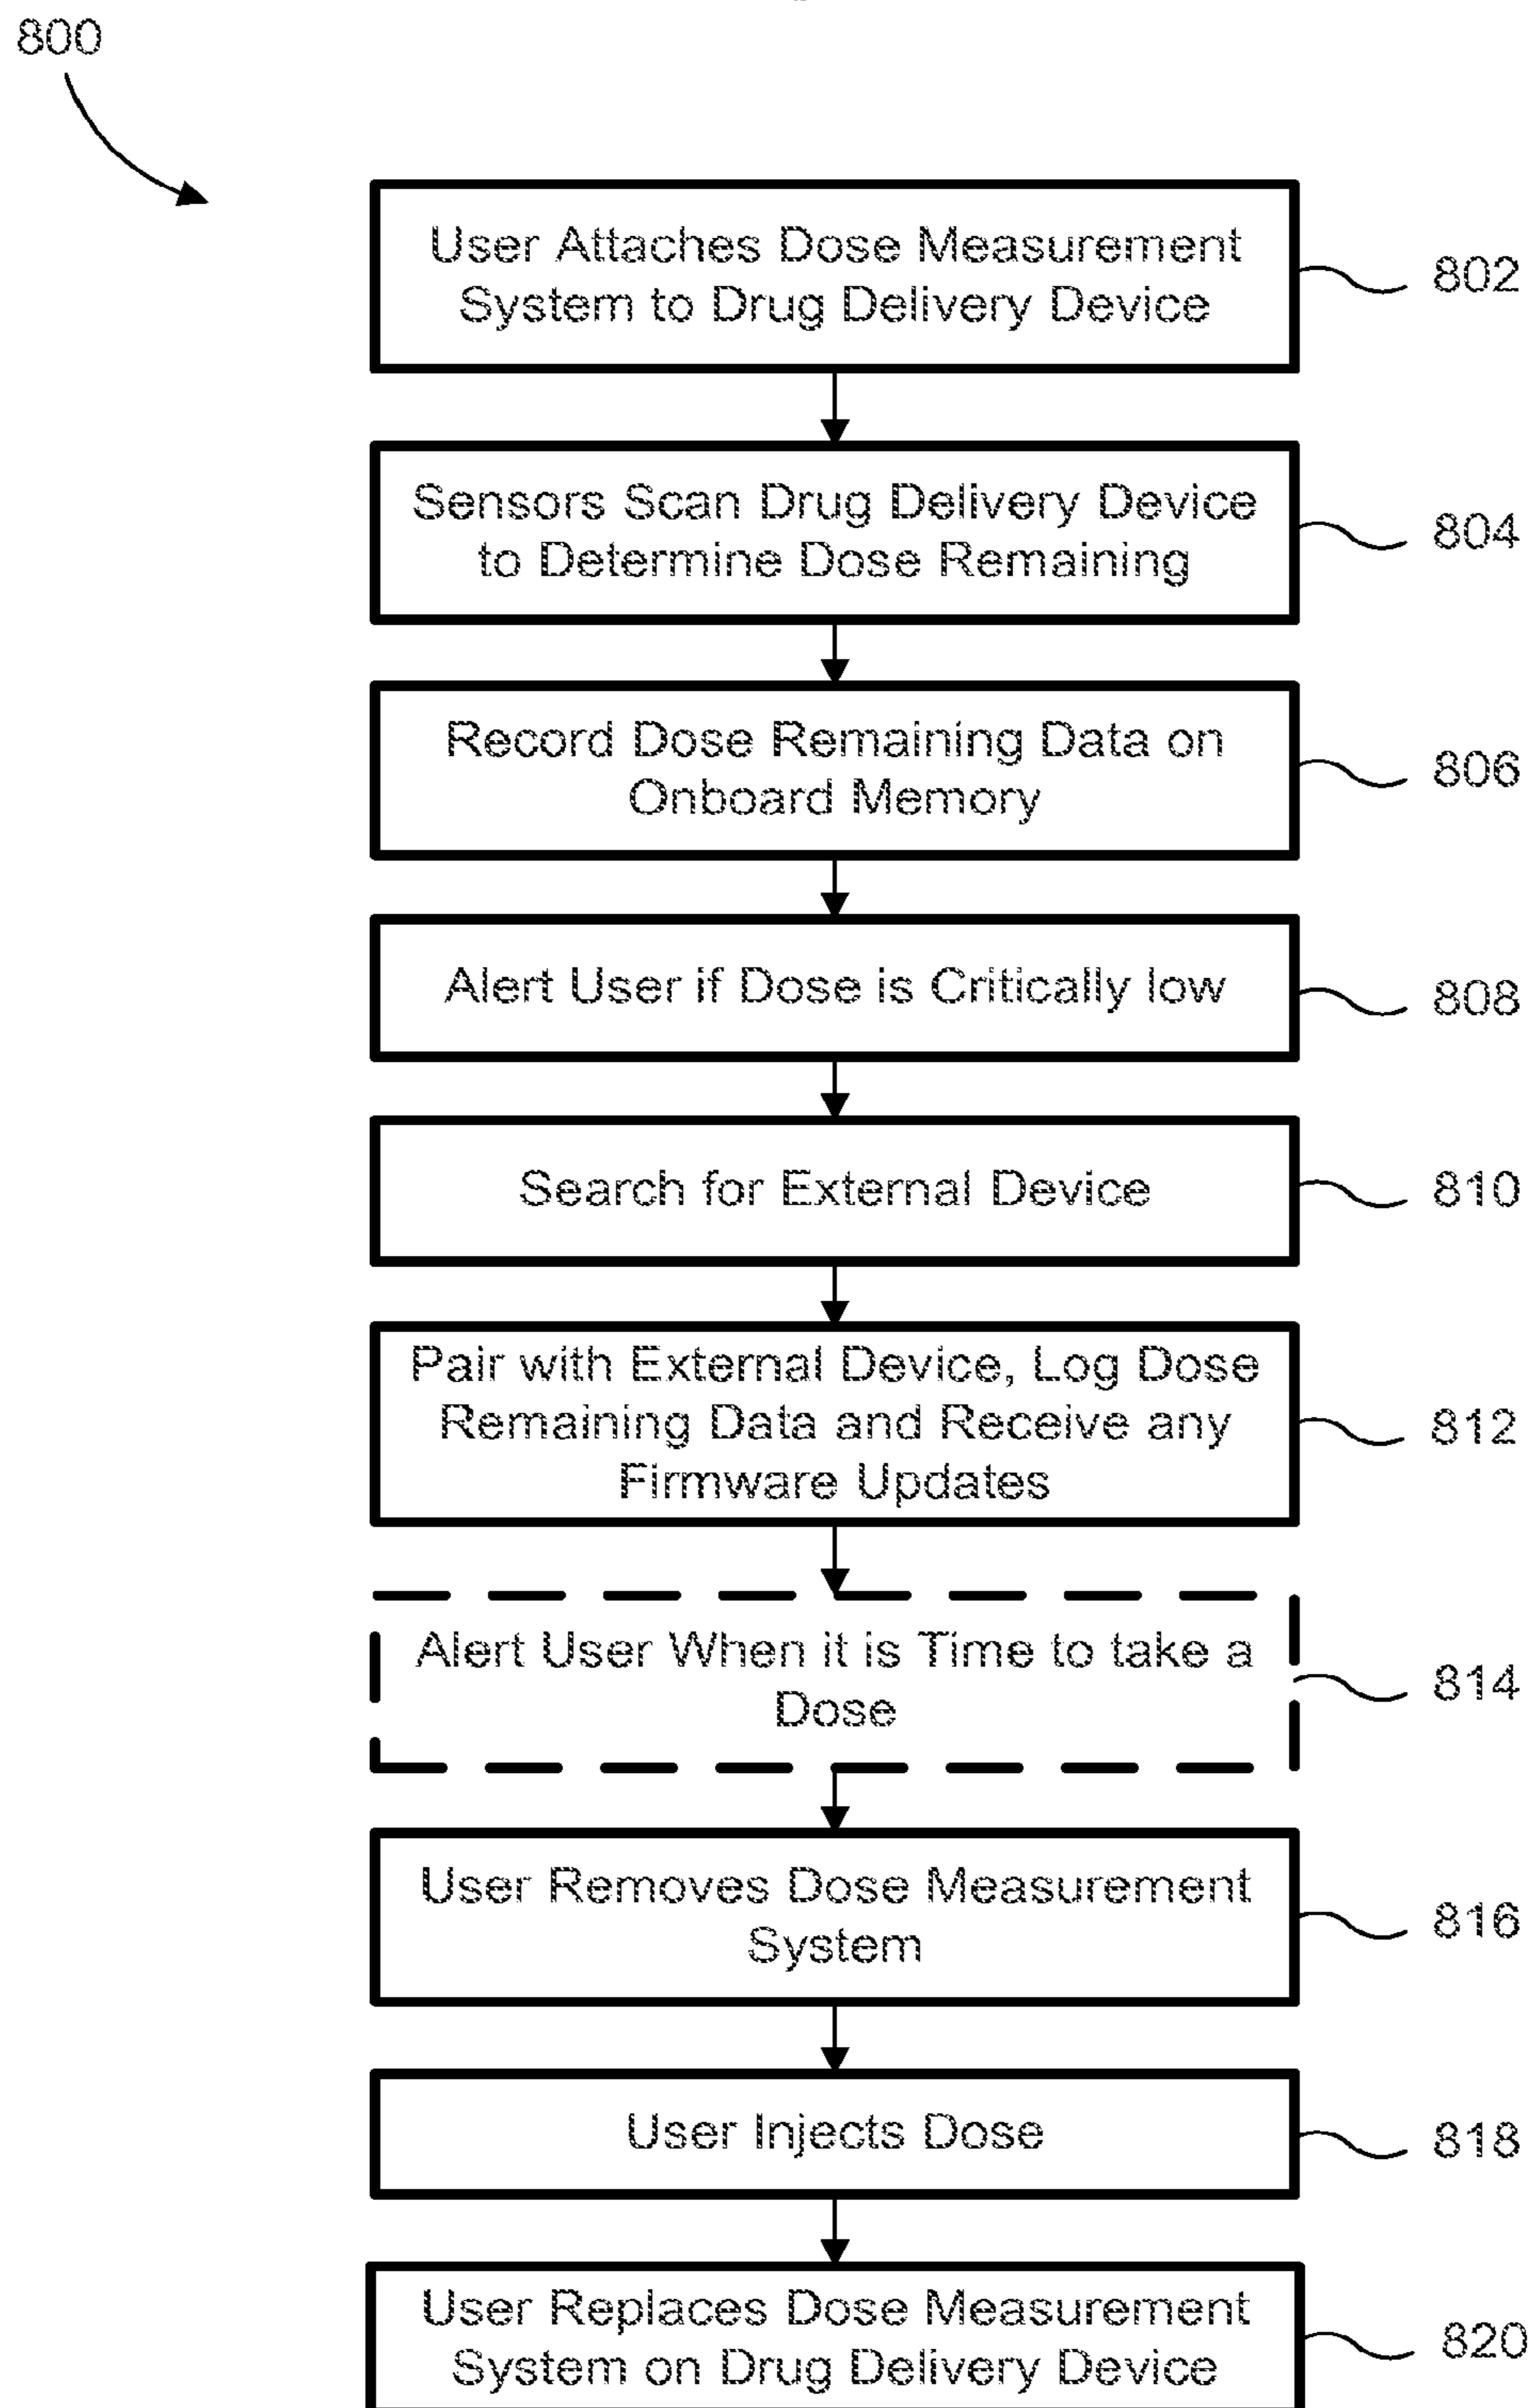 800
User Attaches Dose Measurement
System to Drug Delivery Device
802
Sensors Scan Drug Delivery Device
to Determine Dose Remaining
804
Record Dose Remaining Data on
Onboard Memory
806
Alert User if Dose is Critically low
808
Search for External Device
810
Pair with External Device, Log Dose
Remaining Data and Receive any
Firmware Updates
812
Alert User When it is Time to take a
Dose
814
User Removes Dose Measurement
System
816
User Injects Dose
818
User Replaces Dose Measurement
System on Drug Delivery Device
820